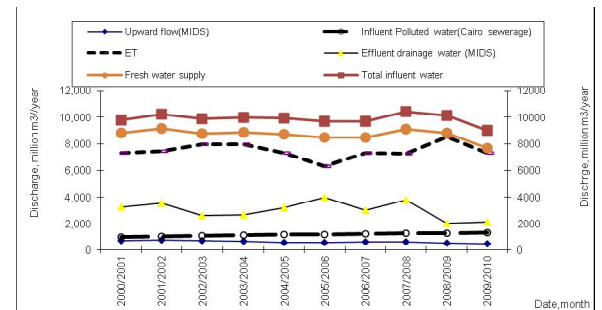 Upward flow(MIDS) Influent Polluted water(Cairo sewerage)
ET Effluent drainage water (MIDS)
Fresh water supply Total influent water
12,000 12000
10,000 10000
8,000 8000
6,000 6000
4,000 4000
2,000 2000
0 0
Discharge, million m3//year
Dischrge, million m3/year
2000/2001 2001/2002 2002/2003 2003/2004 2004/2005 2005/2006 2006/2007 2007/2008 2008/2009 2009/2010
Date,month